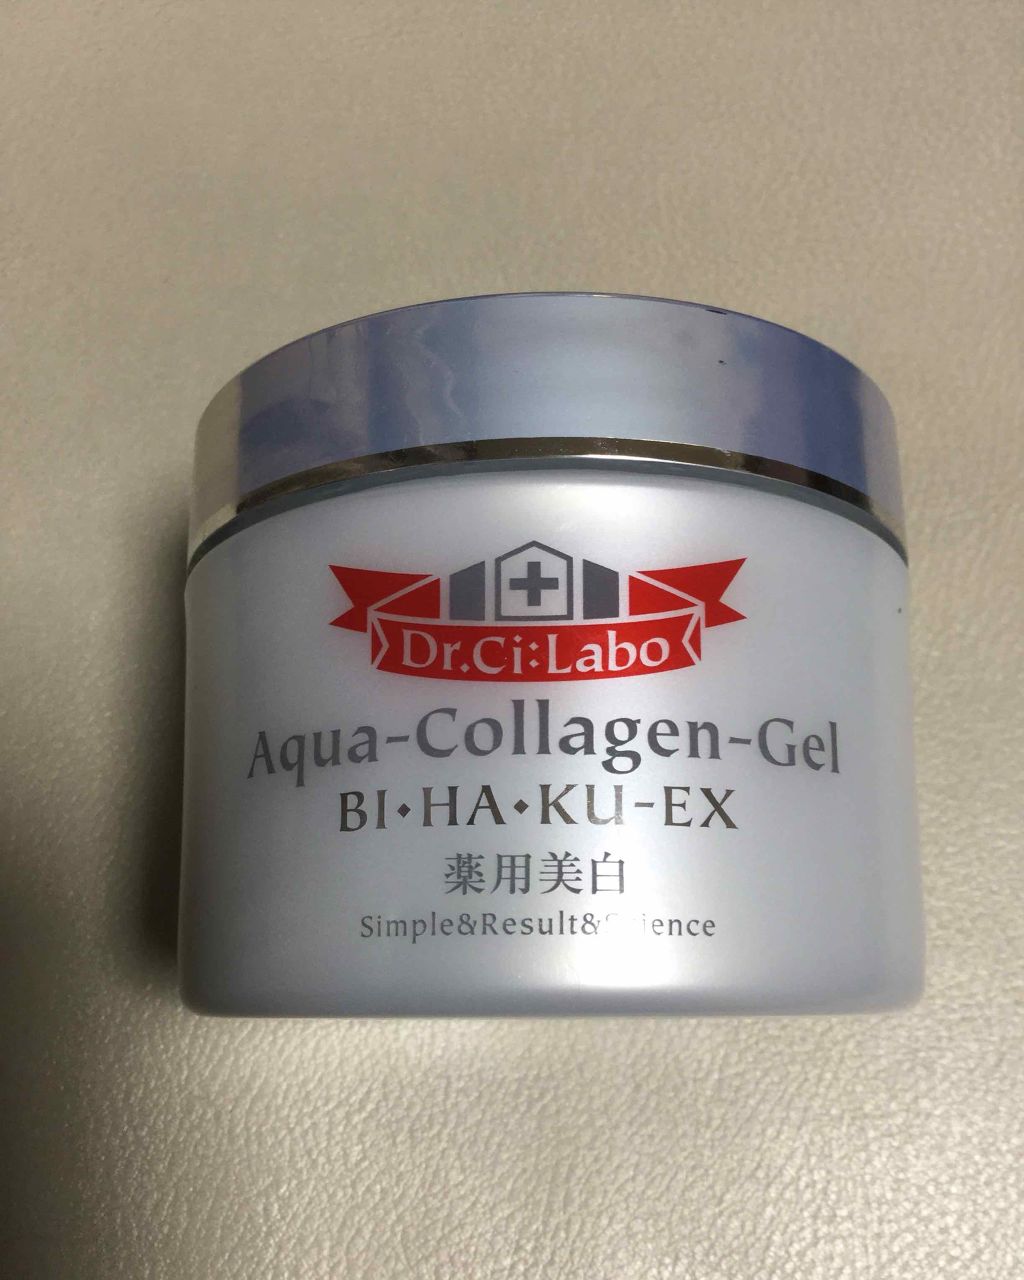 Dr.Ci:Labo
Aqua-Collagen-Gel
BI•HA•KU-EX
薬用美白
Simple&Result&Science